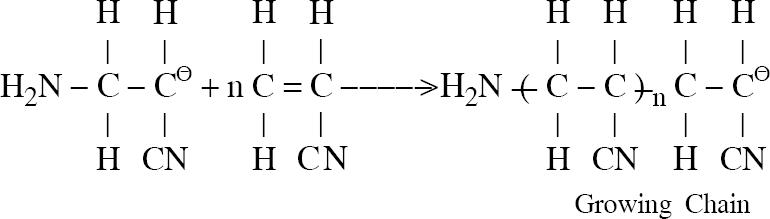 H H H H H H
| | | | | |
H₂N – C – C⊖ + n C = C -----> H₂N –( C – C )–n C – C⊖
| | | | | | | |
H CN H CN H CN H CN
Growing Chain